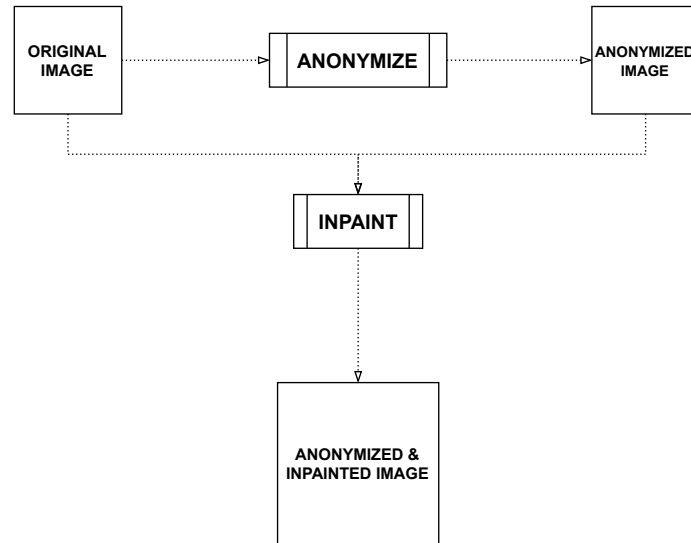 ORIGINAL
IMAGE
ANONYMIZE
ANONYMIZED
IMAGE
INPAINT
ANONYMIZED &
INPAINTED IMAGE